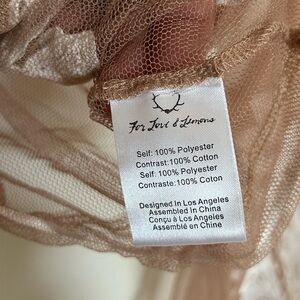 For Love & Lemons
Self: 100% Polyester
Contrast:100% Cotton
Self: 100% Polyester
Contraste:100% Coton
Designed in Los Angeles
Assembled in China
Conçu à Los Angeles
Assemblé en Chine